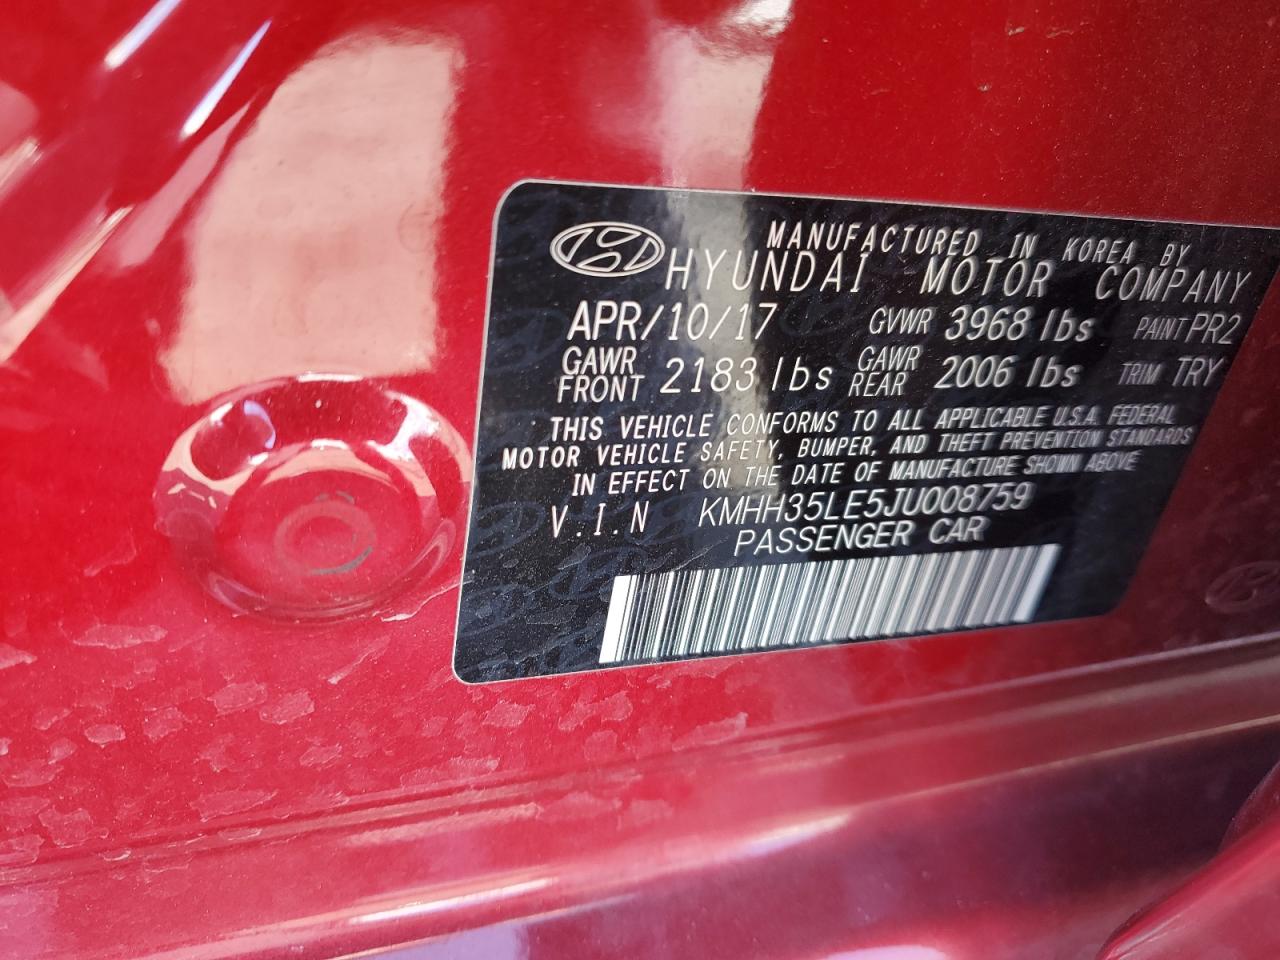 MANUFACTURED IN KOREA BY
HYUNDAI MOTOR COMPANY
APR/10/17 GVWR 3968 lbs PAINT PR2
GAWR FRONT 2183 lbs GAWR REAR 2006 lbs TRIM TRY
THIS VEHICLE CONFORMS TO ALL APPLICABLE U.S.A. FEDERAL
MOTOR VEHICLE SAFETY, BUMPER, AND THEFT PREVENTION STANDARDS
IN EFFECT ON THE DATE OF MANUFACTURE SHOWN ABOVE
V.I.N KMHH35LE5JU008759
PASSENGER CAR